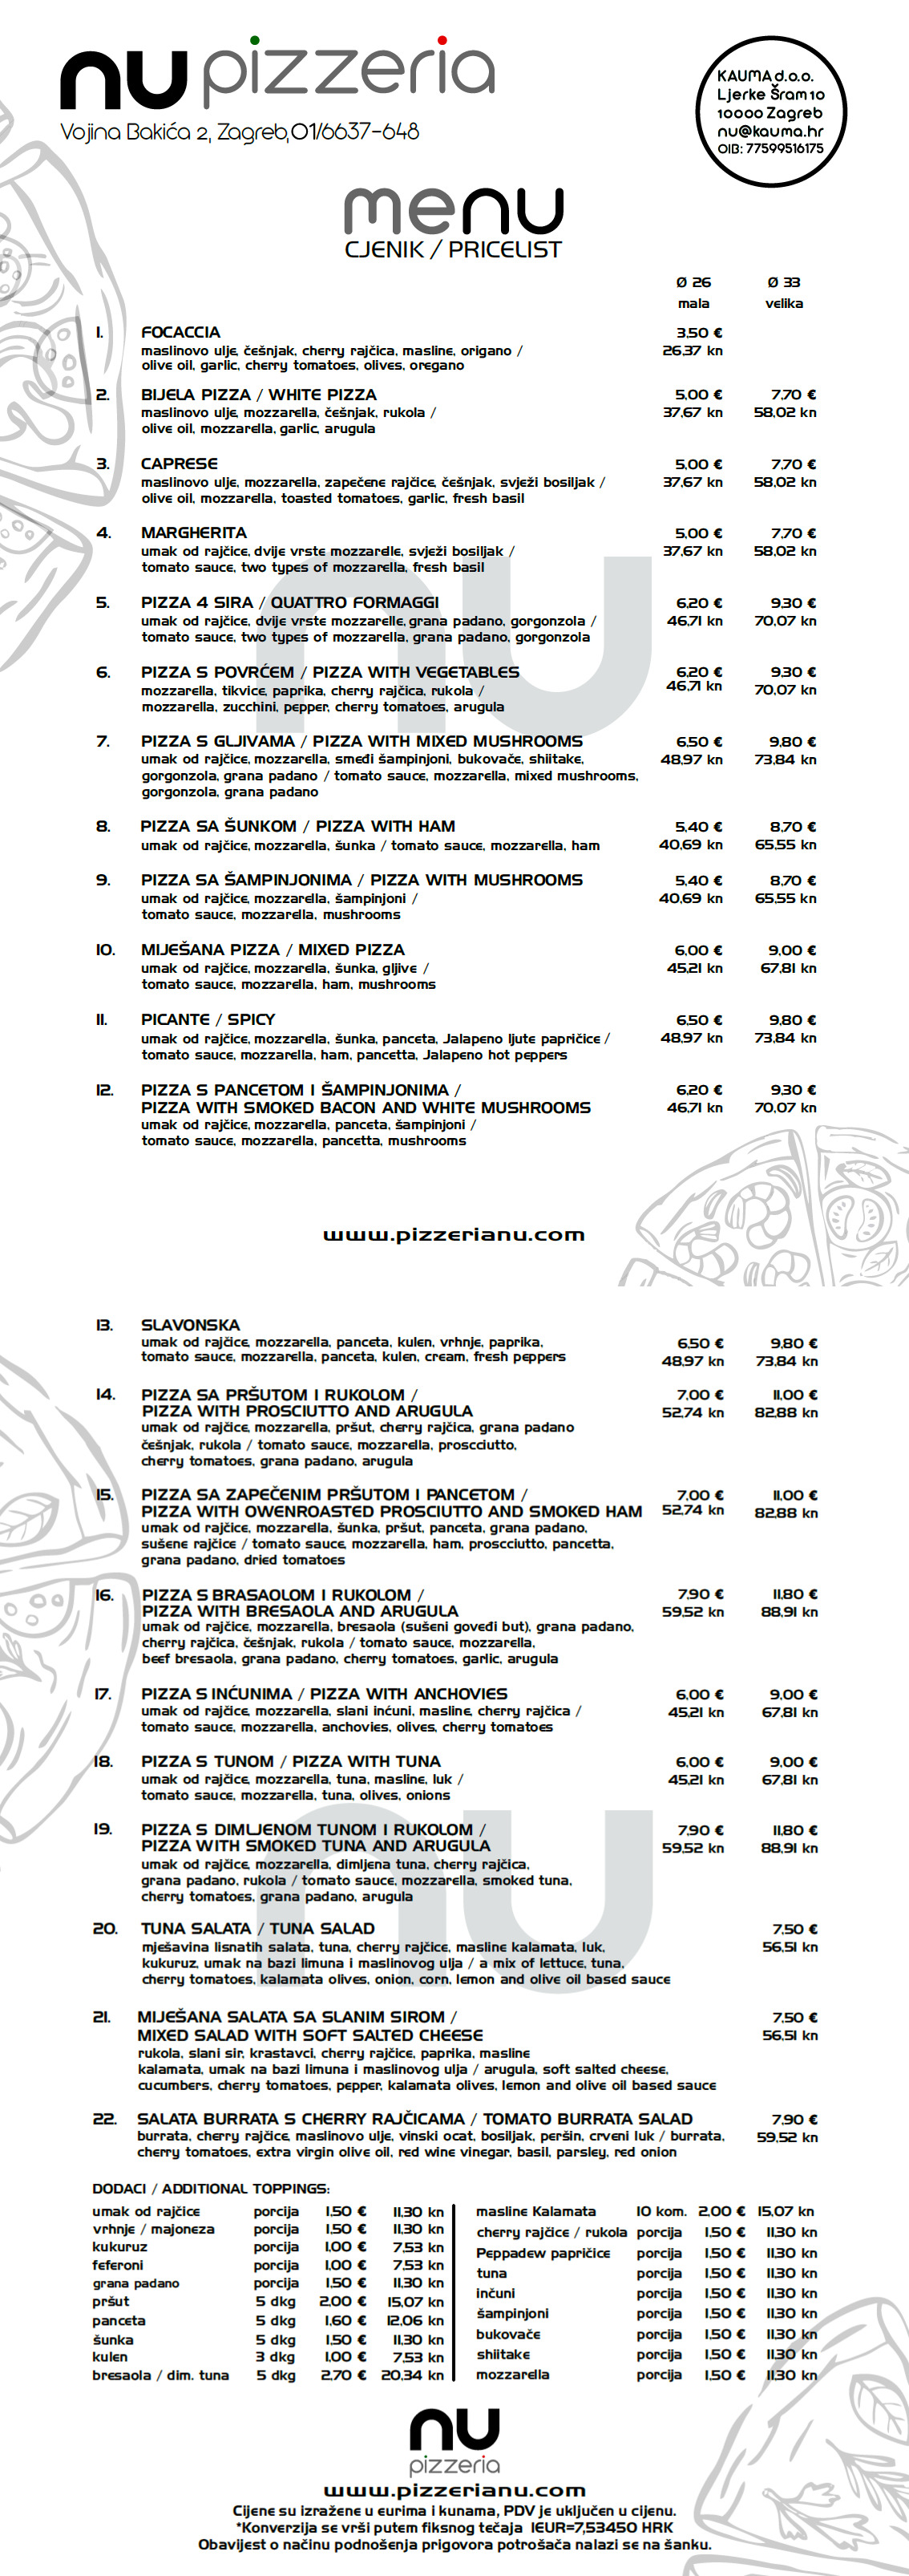 nu pizzeria
Vojina Bakića 2, Zagreb,01/6637-648
KAUMA d.o.o.
Ljerke Šram 10
10000 Zagreb
nu@kauma.hr
OIB: 77599516175
menu
CJENIK / PRICELIST
Ø 26 Ø 33
mala velika
1. FOCACCIA 3,50 €
maslinovo ulje, češnjak, cherry rajčica, masline, origano / 26,37 kn
olive oil, garlic, cherry tomatoes, olives, oregano
2. BIJELA PIZZA / WHITE PIZZA 5,00 € 7,70 €
maslinovo ulje, mozzarella, češnjak, rukola / 37,67 kn 58,02 kn
olive oil, mozzarella, garlic, arugula
3. CAPRESE 5,00 € 7,70 €
maslinovo ulje, mozzarella, zapečene rajčice, češnjak, svježi bosiljak / 37,67 kn 58,02 kn
olive oil, mozzarella, toasted tomatoes, garlic, fresh basil
4. MARGHERITA 5,00 € 7,70 €
umak od rajčice, dvije vrste mozzarelle, svježi bosiljak / 37,67 kn 58,02 kn
tomato sauce, two types of mozzarella, fresh basil
5. PIZZA 4 SIRA / QUATTRO FORMAGGI 6,20 € 9,30 €
umak od rajčice, dvije vrste mozzarelle, grana padano, gorgonzola / 46,71 kn 70,07 kn
tomato sauce, two types of mozzarella, grana padano, gorgonzola
6. PIZZA S POVRĆEM / PIZZA WITH VEGETABLES 6,20 € 9,30 €
mozzarella, tikvice, paprika, cherry rajčica, rukola / 46,71 kn 70,07 kn
mozzarella, zucchini, pepper, cherry tomatoes, arugula
7. PIZZA S GLJIVAMA / PIZZA WITH MIXED MUSHROOMS 6,50 € 9,80 €
umak od rajčice, mozzarella, smeđi šampinjoni, bukovače, shiitake, 48,97 kn 73,84 kn
gorgonzola, grana padano / tomato sauce, mozzarella, mixed mushrooms,
gorgonzola, grana padano
8. PIZZA SA ŠUNKOM / PIZZA WITH HAM 5,40 € 8,70 €
umak od rajčice, mozzarella, šunka / tomato sauce, mozzarella, ham 40,69 kn 65,55 kn
9. PIZZA SA ŠAMPINJONIMA / PIZZA WITH MUSHROOMS 5,40 € 8,70 €
umak od rajčice, mozzarella, šampinjoni / 40,69 kn 65,55 kn
tomato sauce, mozzarella, mushrooms
10. MIJEŠANA PIZZA / MIXED PIZZA 6,00 € 9,00 €
umak od rajčice, mozzarella, šunka, gljive / 45,21 kn 67,81 kn
tomato sauce, mozzarella, ham, mushrooms
11. PICANTE / SPICY 6,50 € 9,80 €
umak od rajčice, mozzarella, šunka, panceta, Jalapeno ljute papričice / 48,97 kn 73,84 kn
tomato sauce, mozzarella, ham, pancetta, Jalapeno hot peppers
12. PIZZA S PANCETOM I ŠAMPINJONIMA / 6,20 € 9,30 €
PIZZA WITH SMOKED BACON AND WHITE MUSHROOMS 46,71 kn 70,07 kn
umak od rajčice, mozzarella, panceta, šampinjoni /
tomato sauce, mozzarella, pancetta, mushrooms
www.pizzerianu.com
13. SLAVONSKA
umak od rajčice, mozzarella, panceta, kulen, vrhnje, paprika, 6,50 € 9,80 €
tomato sauce, mozzarella, panceta, kulen, cream, fresh peppers 48,97 kn 73,84 kn
14. PIZZA SA PRŠUTOM I RUKOLOM / 7,00 € 11,00 €
PIZZA WITH PROSCIUTTO AND ARUGULA 52,74 kn 82,88 kn
umak od rajčice, mozzarella, pršut, cherry rajčica, grana padano
češnjak, rukola / tomato sauce, mozzarella, proscciutto,
cherry tomatoes, grana padano, arugula
15. PIZZA SA ZAPEČENIM PRŠUTOM I PANCETOM / 7,00 € 11,00 €
PIZZA WITH OWENROASTED PROSCIUTTO AND SMOKED HAM 52,74 kn 82,88 kn
umak od rajčice, mozzarella, šunka, pršut, panceta, grana padano,
sušene rajčice / tomato sauce, mozzarella, ham, proscciutto, pancetta,
grana padano, dried tomatoes
16. PIZZA S BRASAOLOM I RUKOLOM / 7,90 € 11,80 €
PIZZA WITH BRESAOLA AND ARUGULA 59,52 kn 88,91 kn
umak od rajčice, mozzarella, bresaola (sušeni goveđi but), grana padano,
cherry rajčica, češnjak, rukola / tomato sauce, mozzarella,
beef bresaola, grana padano, cherry tomatoes, garlic, arugula
17. PIZZA S INĆUNIMA / PIZZA WITH ANCHOVIES 6,00 € 9,00 €
umak od rajčice, mozzarella, slani inćuni, masline, cherry rajčica / 45,21 kn 67,81 kn
tomato sauce, mozzarella, anchovies, olives, cherry tomatoes
18. PIZZA S TUNOM / PIZZA WITH TUNA 6,00 € 9,00 €
umak od rajčice, mozzarella, tuna, masline, luk / 45,21 kn 67,81 kn
tomato sauce, mozzarella, tuna, olives, onions
19. PIZZA S DIMLJENOM TUNOM I RUKOLOM / 7,90 € 11,80 €
PIZZA WITH SMOKED TUNA AND ARUGULA 59,52 kn 88,91 kn
umak od rajčice, mozzarella, dimljena tuna, cherry rajčica,
grana padano, rukola / tomato sauce, mozzarella, smoked tuna,
cherry tomatoes, grana padano, arugula
20. TUNA SALATA / TUNA SALAD 7,50 €
mješavina lisnatih salata, tuna, cherry rajčice, masline kalamata, luk, 56,51 kn
kukuruz, umak na bazi limuna i maslinovog ulja / a mix of lettuce, tuna,
cherry tomatoes, kalamata olives, onion, corn, lemon and olive oil based sauce
21. MIJEŠANA SALATA SA SLANIM SIROM / 7,50 €
MIXED SALAD WITH SOFT SALTED CHEESE 56,51 kn
rukola, slani sir, krastavci, cherry rajčice, paprika, masline
kalamata, umak na bazi limuna i maslinovog ulja / arugula, soft salted cheese,
cucumbers, cherry tomatoes, pepper, kalamata olives, lemon and olive oil based sauce
22. SALATA BURRATA S CHERRY RAJČICAMA / TOMATO BURRATA SALAD 7,90 €
burrata, cherry rajčice, maslinovo ulje, vinski ocat, bosiljak, peršin, crveni luk / burrata, 59,52 kn
cherry tomatoes, extra virgin olive oil, red wine vinegar, basil, parsley, red onion
DODACI / ADDITIONAL TOPPINGS:
umak od rajčice porcija 1,50 € 11,30 kn
vrhnje / majoneza porcija 1,50 € 11,30 kn
kukuruz porcija 1,00 € 7,53 kn
feferoni porcija 1,00 € 7,53 kn
grana padano porcija 1,50 € 11,30 kn
pršut 5 dkg 2,00 € 15,07 kn
panceta 5 dkg 1,60 € 12,06 kn
šunka 5 dkg 1,50 € 11,30 kn
kulen 3 dkg 1,00 € 7,53 kn
bresaola / dim. tuna 5 dkg 2,70 € 20,34 kn
masline Kalamata 10 kom. 2,00 € 15,07 kn
cherry rajčice / rukola porcija 1,50 € 11,30 kn
Peppadew papričice porcija 1,50 € 11,30 kn
tuna porcija 1,50 € 11,30 kn
inčuni porcija 1,50 € 11,30 kn
šampinjoni porcija 1,50 € 11,30 kn
bukovače porcija 1,50 € 11,30 kn
shiitake porcija 1,50 € 11,30 kn
mozzarella porcija 1,50 € 11,30 kn
nu
pizzeria
www.pizzerianu.com
Cijene su izražene u eurima i kunama, PDV je uključen u cijenu.
*Konverzija se vrši putem fiksnog tečaja 1EUR=7,53450 HRK
Obavijest o načinu podnošenja prigovora potrošača nalazi se na šanku.
nu
nu